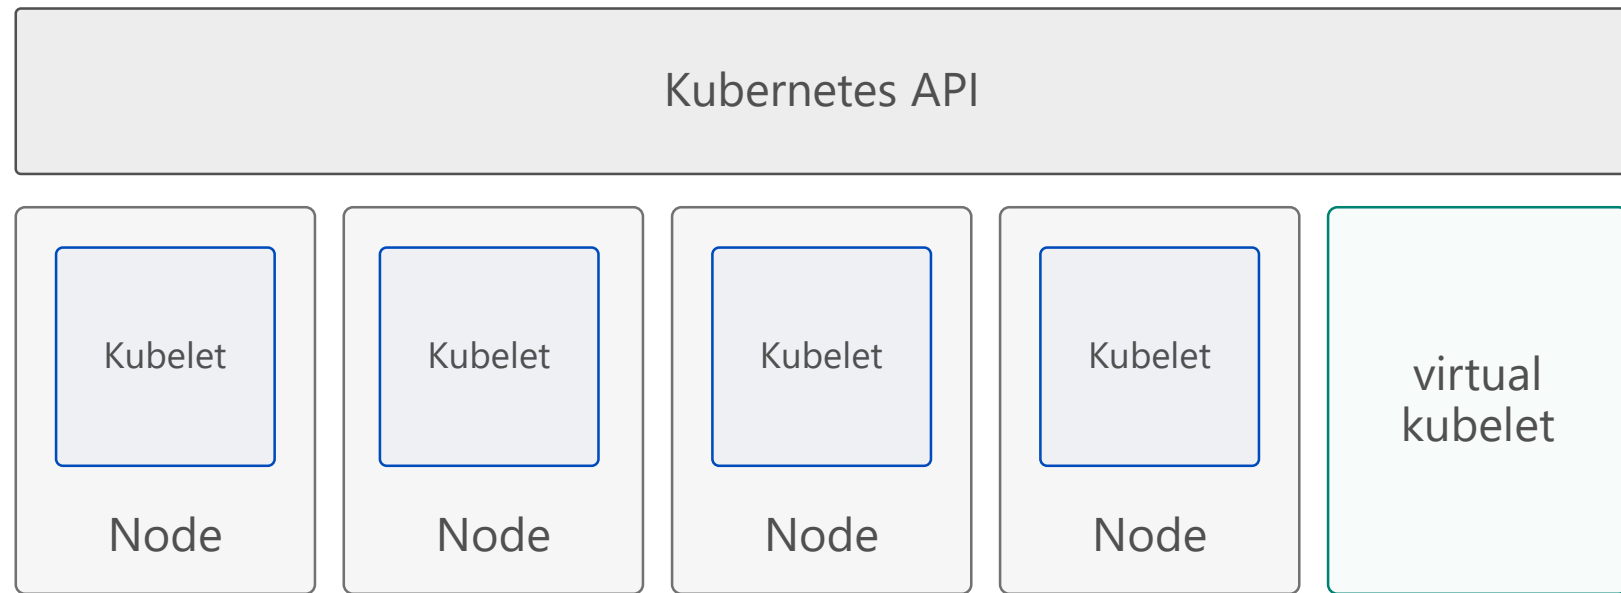 Kubernetes API
Kubelet
Kubelet
Kubelet
Kubelet
virtual
kubelet
Node
Node
Node
Node